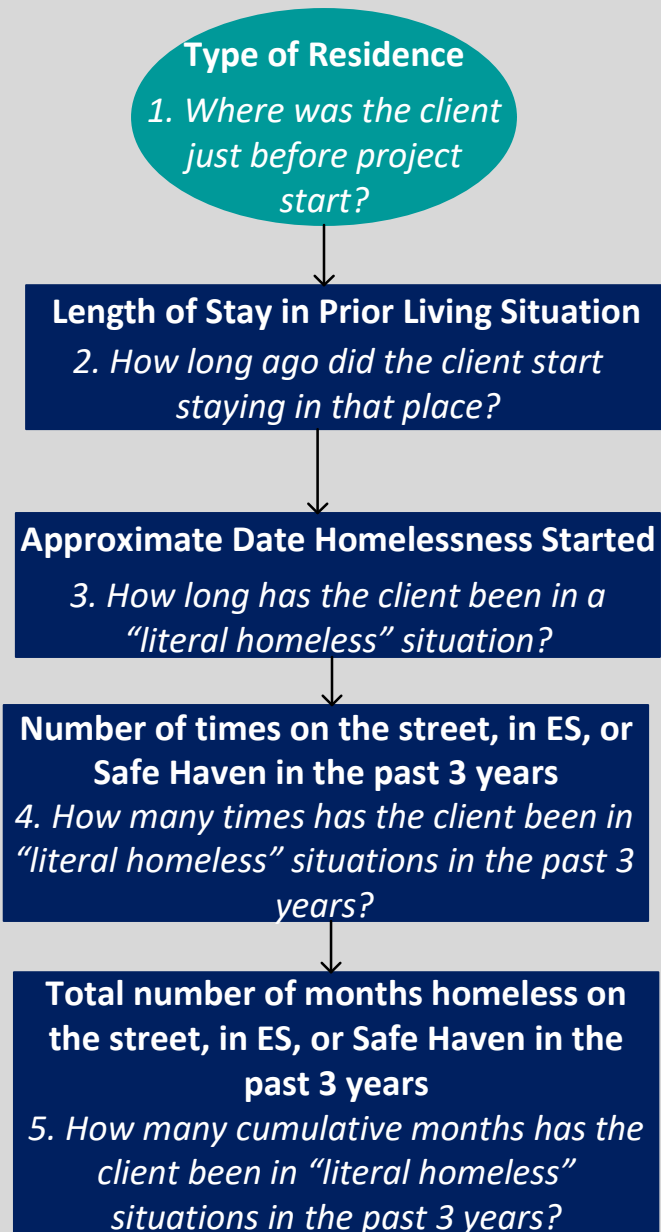 Type of Residence
1. Where was the client
just before project
start?
Length of Stay in Prior Living Situation
2. How long ago did the client start
staying in that place?
Approximate Date Homelessness Started
3. How long has the client been in a
“literal homeless” situation?
Number of times on the street, in ES, or
Safe Haven in the past 3 years
4. How many times has the client been in
“literal homeless” situations in the past 3
years?
Total number of months homeless on
the street, in ES, or Safe Haven in the
past 3 years
5. How many cumulative months has the
client been in “literal homeless”
situations in the past 3 years?